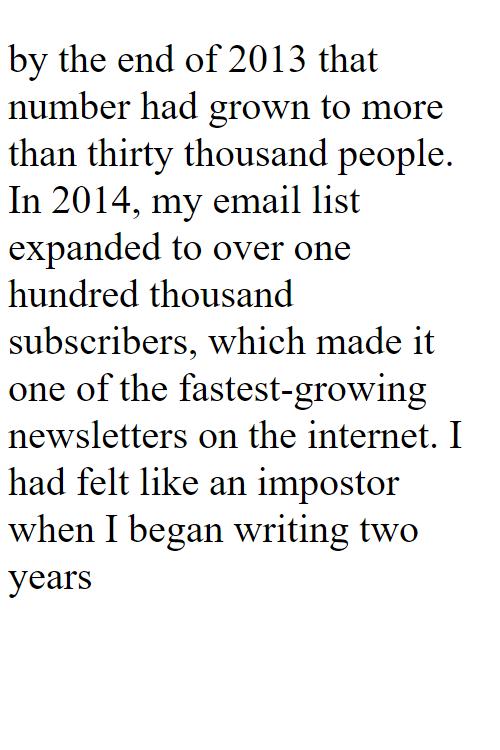 by the end of 2013 that
number had grown to more
than thirty thousand people.
In 2014, my email list
expanded to over one
hundred thousand
subscribers, which made it
one of the fastest-growing
newsletters on the internet. I
had felt like an impostor
when I began writing two
years